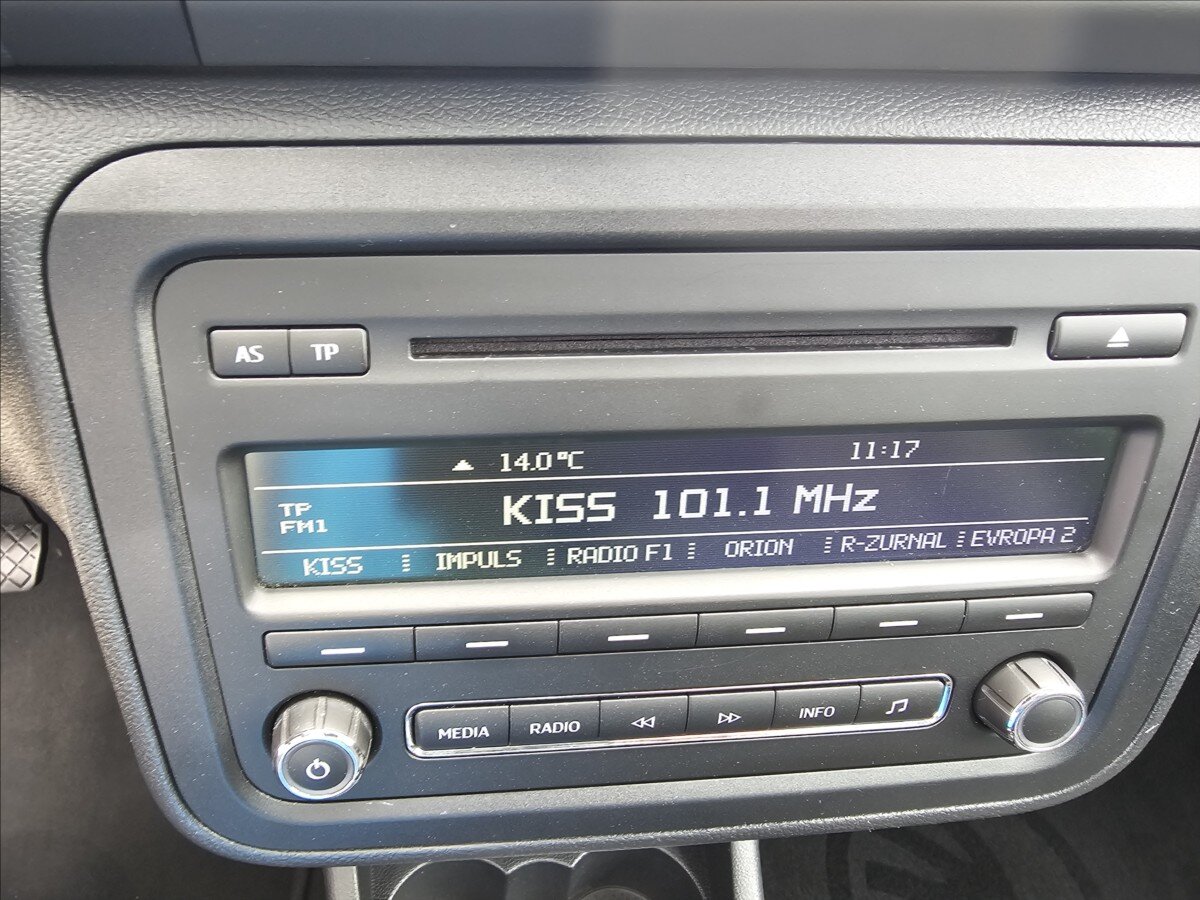 AS TP
14.0°C 11:17
TP
FM1
KISS 101.1 MHz
KISS IMPULS RADIO F1 ORION R-ZURNAL EVROPA 2
MEDIA RADIO INFO